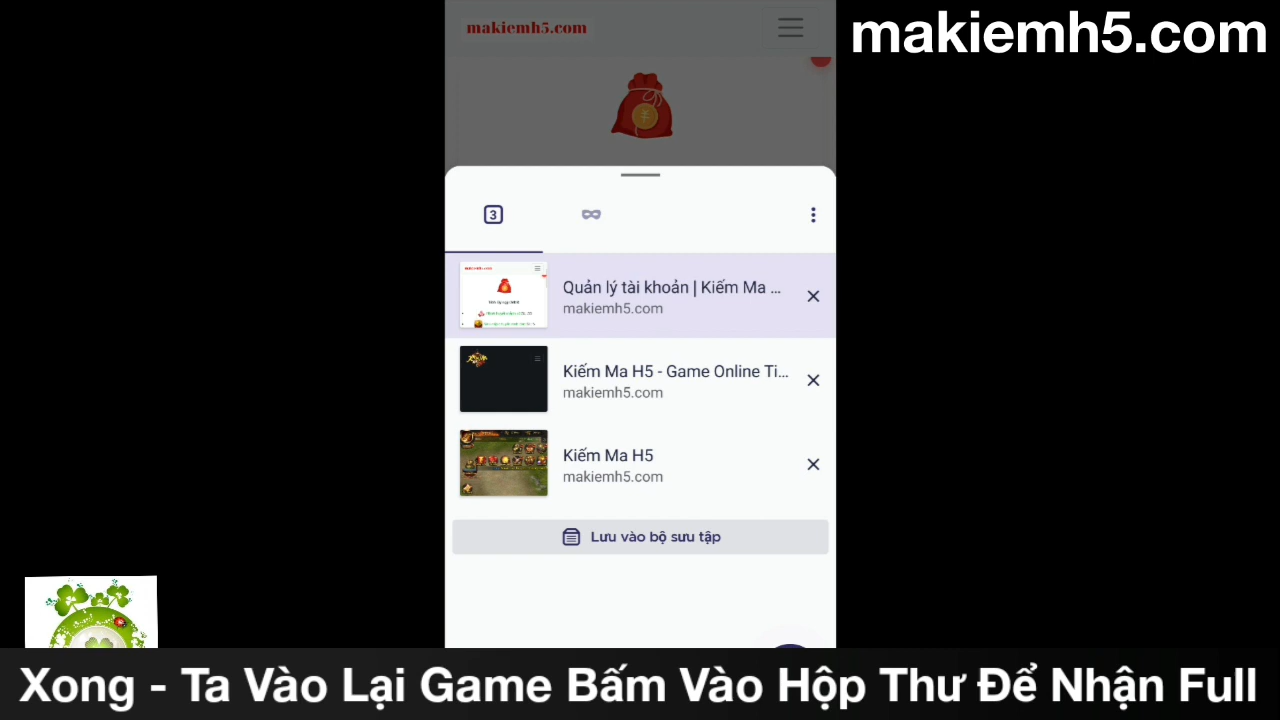 makiemh5.com
makiemh5.com
3
Quản lý tài khoản | Kiếm Ma ...
makiemh5.com
Kiếm Ma H5 - Game Online Ti...
makiemh5.com
Kiếm Ma H5
makiemh5.com
Lưu vào bộ sưu tập
Xong - Ta Vào Lại Game Bấm Vào Hộp Thư Để Nhận Full